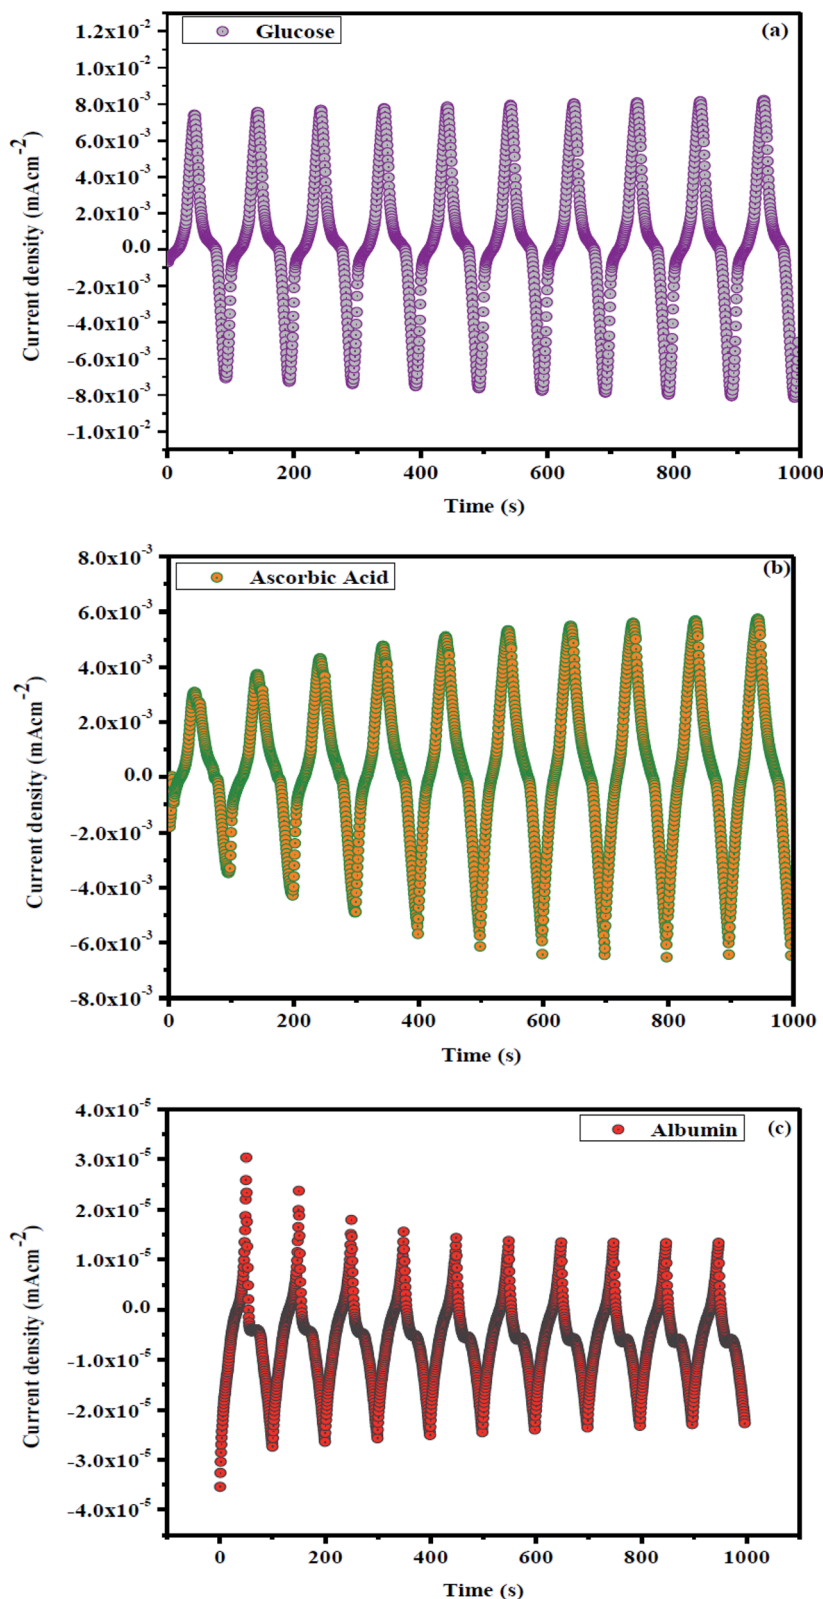 Glucose
(a)
1.2x10⁻²
1.0x10⁻²
8.0x10⁻³
6.0x10⁻³
4.0x10⁻³
2.0x10⁻³
0.0
-2.0x10⁻³
-4.0x10⁻³
-6.0x10⁻³
-8.0x10⁻³
-1.0x10⁻²
Current density (mAcm⁻²)
0 200 400 600 800 1000
Time (s)
Ascorbic Acid
(b)
8.0x10⁻³
6.0x10⁻³
4.0x10⁻³
2.0x10⁻³
0.0
-2.0x10⁻³
-4.0x10⁻³
-6.0x10⁻³
-8.0x10⁻³
Current density (mAcm⁻²)
0 200 400 600 800 1000
Time (s)
Albumin
(c)
4.0x10⁻⁵
3.0x10⁻⁵
2.0x10⁻⁵
1.0x10⁻⁵
0.0
-1.0x10⁻⁵
-2.0x10⁻⁵
-3.0x10⁻⁵
-4.0x10⁻⁵
Current density (mAcm⁻²)
0 200 400 600 800 1000
Time (s)